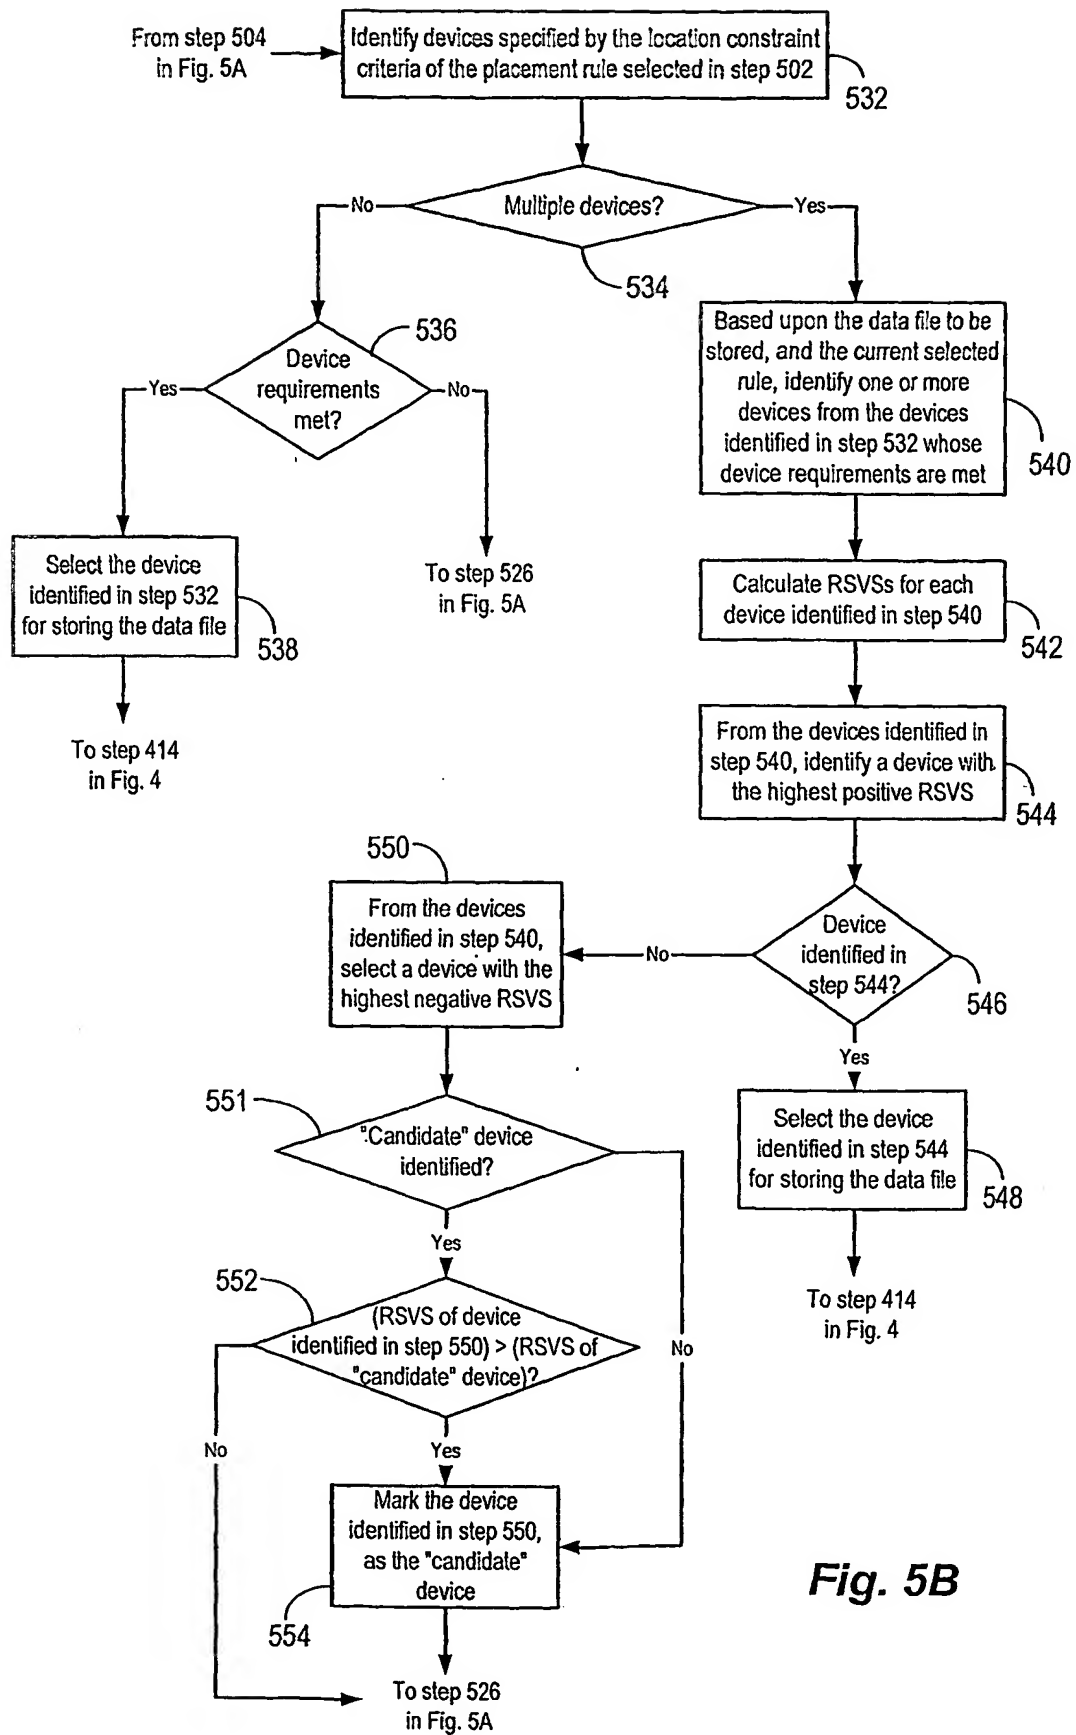 From step 504
in Fig. 5A
Identify devices specified by the location constraint
criteria of the placement rule selected in step 502
532
Multiple devices?
No
Yes
534
536
Device
requirements
met?
Yes
No
Based upon the data file to be
stored, and the current selected
rule, identify one or more
devices from the devices
identified in step 532 whose
device requirements are met
540
Select the device
identified in step 532
for storing the data file
538
To step 526
in Fig. 5A
Calculate RSVSs for each
device identified in step 540
542
To step 414
in Fig. 4
From the devices identified in
step 540, identify a device with
the highest positive RSVS
544
550
From the devices
identified in step 540,
select a device with the
highest negative RSVS
No
Device
identified in
step 544?
546
Yes
551
"Candidate" device
identified?
Select the device
identified in step 544
for storing the data file
548
Yes
552
(RSVS of device
identified in step 550) > (RSVS of
"candidate" device)?
To step 414
in Fig. 4
No
No
Yes
Mark the device
identified in step 550,
as the "candidate"
device
554
Fig. 5B
To step 526
in Fig. 5A